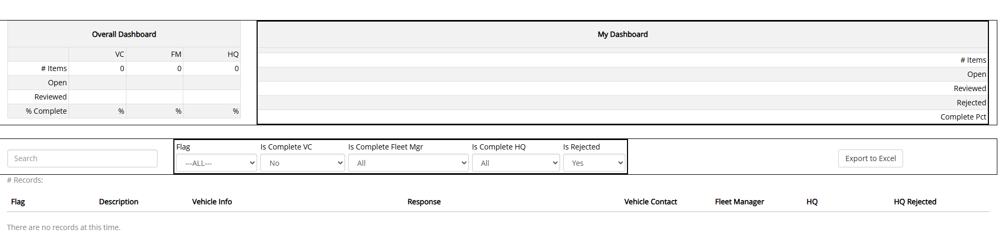 Overall Dashboard
VC FM HQ
# Items 0 0 0
Open
Reviewed
% Complete % % %
My Dashboard
# Items
Open
Reviewed
Rejected
Complete Pct
Search
Flag Is Complete VC Is Complete Fleet Mgr Is Complete HQ Is Rejected
---ALL--- No All All Yes
Export to Excel
# Records:
Flag Description Vehicle Info Response Vehicle Contact Fleet Manager HQ HQ Rejected
There are no records at this time.